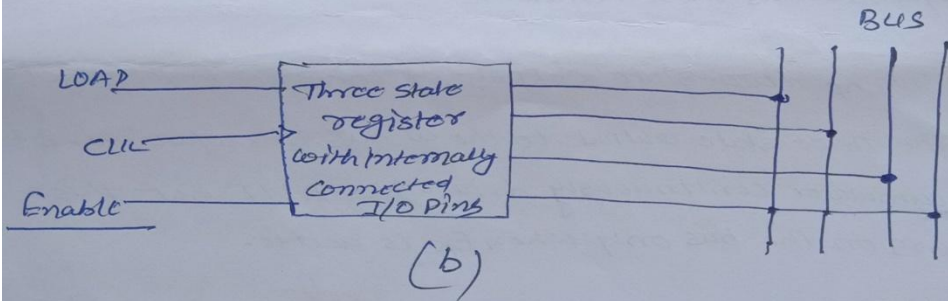 BUS
LOAD
Three State
register
CLK
with internally
connected
Enable
I/O Pins
(b)